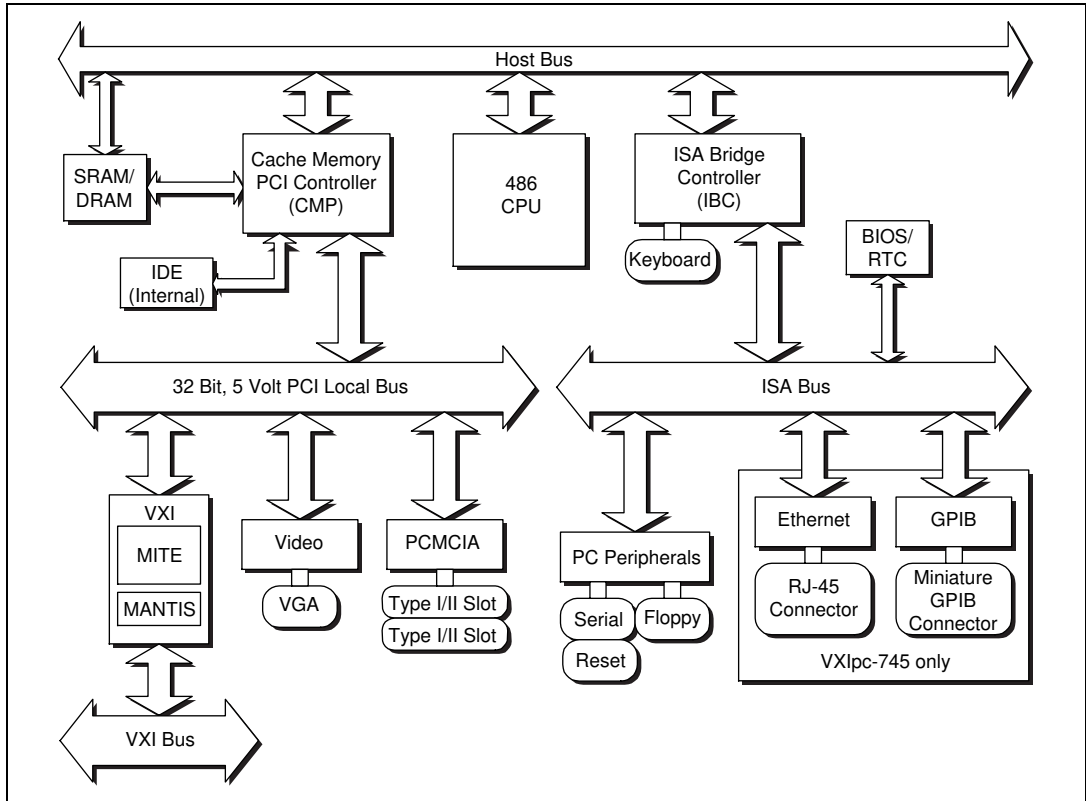 Host Bus
SRAM/
DRAM
Cache Memory
PCI Controller
(CMP)
486
CPU
ISA Bridge
Controller
(IBC)
Keyboard
BIOS/
RTC
IDE
(Internal)
32 Bit, 5 Volt PCI Local Bus
ISA Bus
VXI
MITE
MANTIS
Video
VGA
PCMCIA
Type I/II Slot
Type I/II Slot
PC Peripherals
Serial
Reset
Floppy
Ethernet
RJ-45
Connector
GPIB
Miniature
GPIB
Connector
VXIpc-745 only
VXI Bus